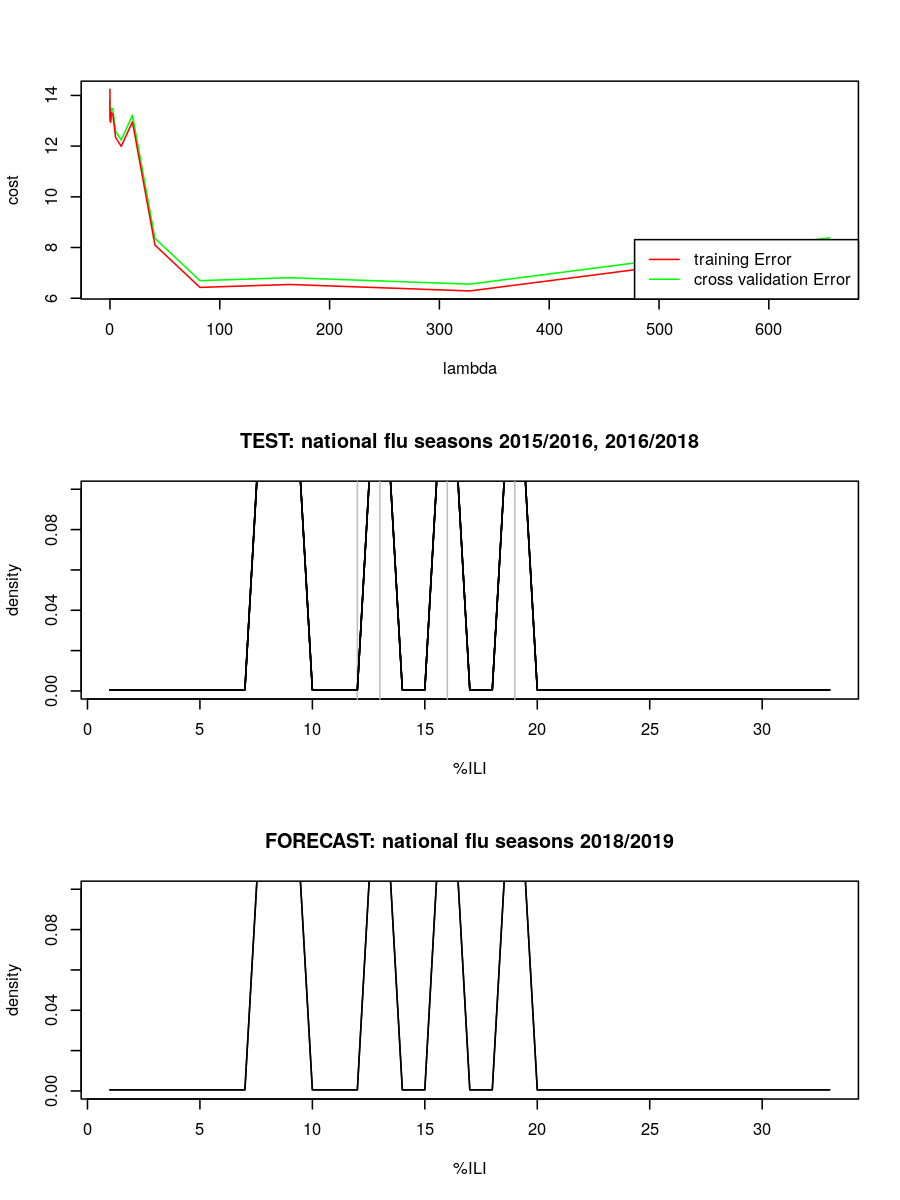 14
12
10
8
6
cost
training Error
cross validation Error
0 100 200 300 400 500 600
lambda
TEST: national flu seasons 2015/2016, 2016/2018
0.08
0.04
0.00
density
0 5 10 15 20 25 30
%ILI
FORECAST: national flu seasons 2018/2019
0.08
0.04
0.00
density
0 5 10 15 20 25 30
%ILI